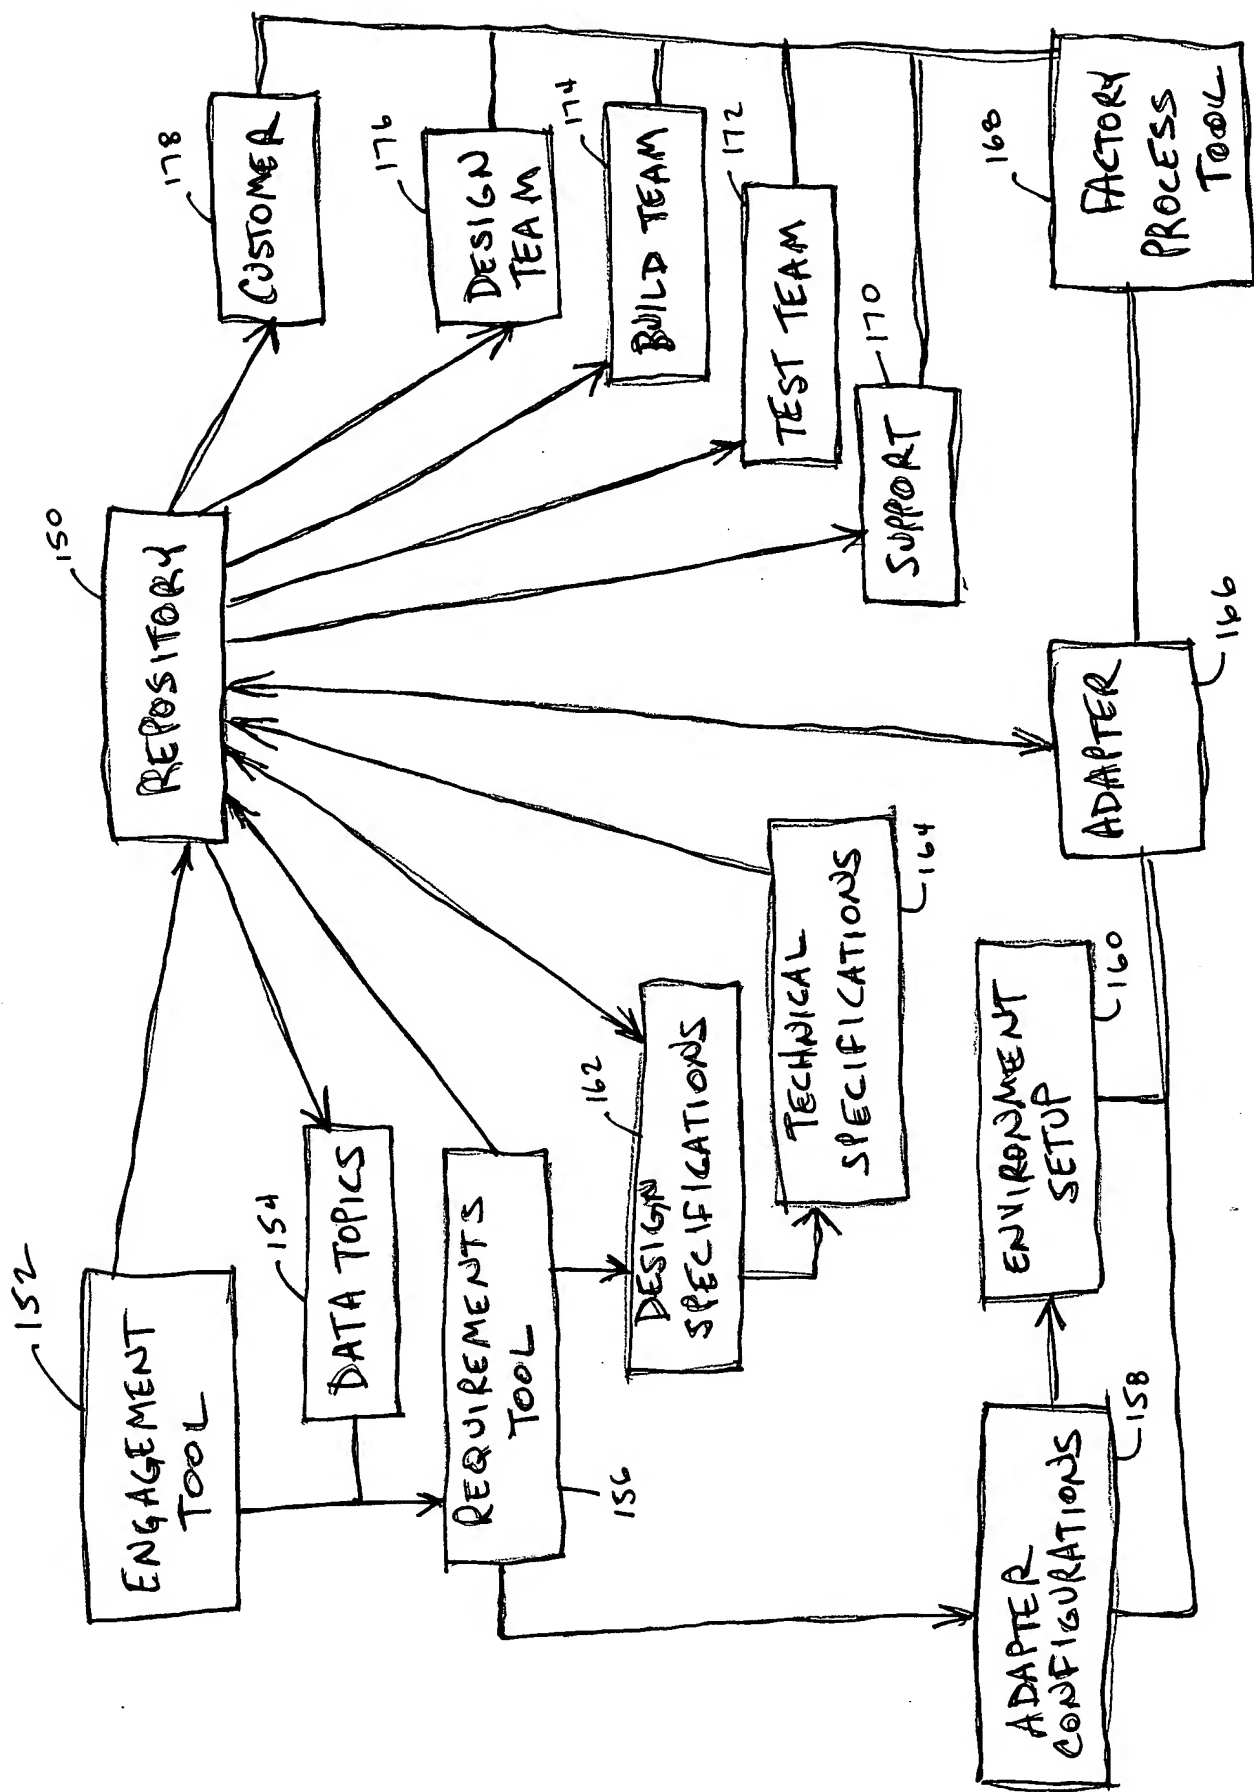 152
ENGAGEMENT
TOOL
150
REPOSITORY
178
CUSTOMER
154
DATA TOPICS
176
DESIGN
TEAM
REQUIREMENTS
TOOL
156
174
BUILD TEAM
162
DESIGN
SPECIFICATIONS
172
TEST TEAM
TECHNICAL
SPECIFICATIONS
164
170
SUPPORT
ADAPTER
CONFIGURATIONS
158
ENVIRONMENT
SETUP
160
ADAPTER
166
168
FACTORY
PROCESS
TOOL